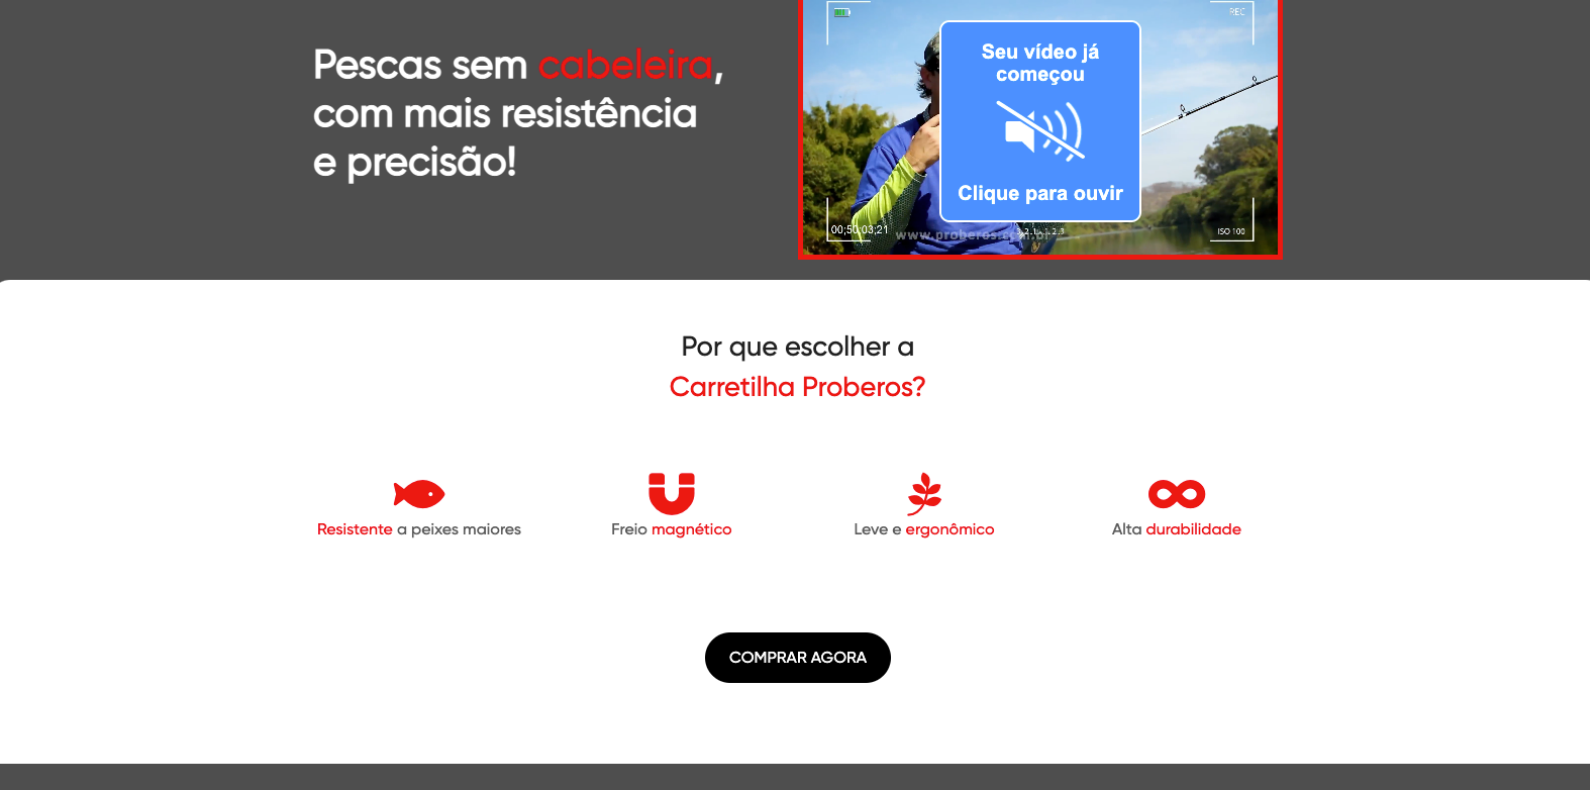 Pescas sem cabeleira,
com mais resistência
e precisão!
REC
Seu vídeo já
começou
Clique para ouvir
00;50;03;21
www.proberos.com.br
ISO 100
Por que escolher a
Carretilha Proberos?
Resistente a peixes maiores
Freio magnético
Leve e ergonômico
Alta durabilidade
COMPRAR AGORA